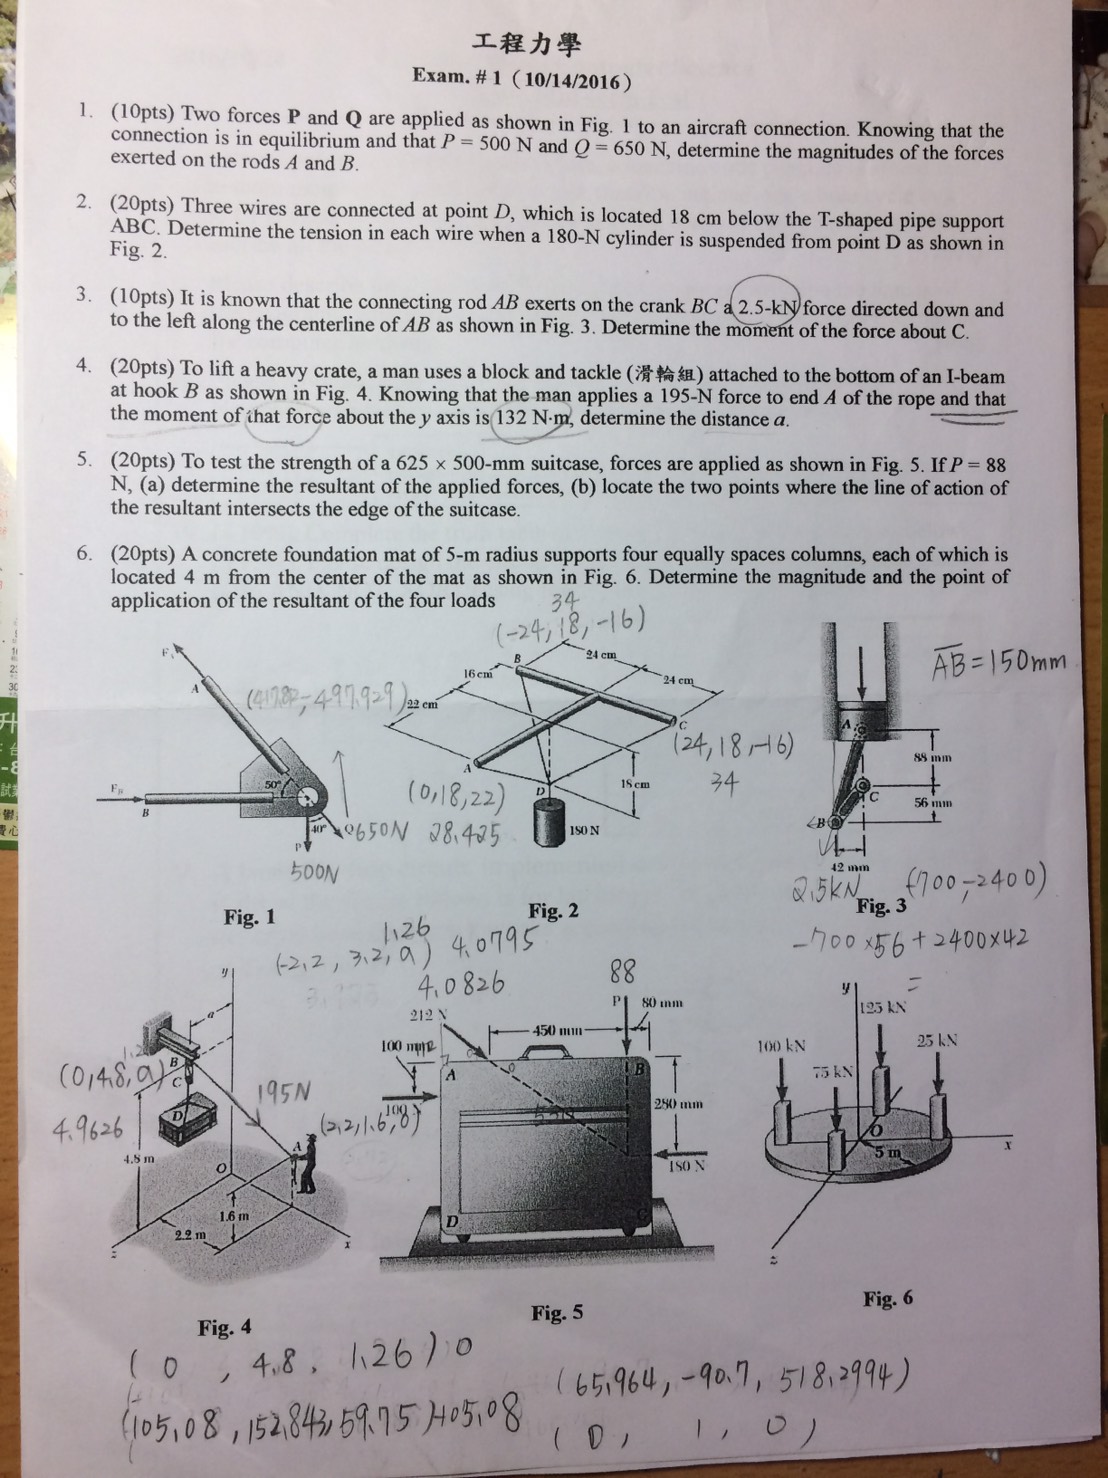 工程力學
Exam. # 1 ( 10/14/2016 )
1. (10pts) Two forces P and Q are applied as shown in Fig. 1 to an aircraft connection. Knowing that the
connection is in equilibrium and that P = 500 N and Q = 650 N, determine the magnitudes of the forces
exerted on the rods A and B.
2. (20pts) Three wires are connected at point D, which is located 18 cm below the T-shaped pipe support
ABC. Determine the tension in each wire when a 180-N cylinder is suspended from point D as shown in
Fig. 2.
3. (10pts) It is known that the connecting rod AB exerts on the crank BC a 2.5-kN force directed down and
to the left along the centerline of AB as shown in Fig. 3. Determine the moment of the force about C.
4. (20pts) To lift a heavy crate, a man uses a block and tackle (滑輪組) attached to the bottom of an I-beam
at hook B as shown in Fig. 4. Knowing that the man applies a 195-N force to end A of the rope and that
the moment of that force about the y axis is 132 N·m, determine the distance a.
5. (20pts) To test the strength of a 625 × 500-mm suitcase, forces are applied as shown in Fig. 5. If P = 88
N, (a) determine the resultant of the applied forces, (b) locate the two points where the line of action of
the resultant intersects the edge of the suitcase.
6. (20pts) A concrete foundation mat of 5-m radius supports four equally spaces columns, each of which is
located 4 m from the center of the mat as shown in Fig. 6. Determine the magnitude and the point of
application of the resultant of the four loads
34
(-24, 18, -16)
A
50°
B
40°
P
Q 650N
500N
Fig. 1
B
24 cm
16 cm
24 cm
22 cm
C
(24, 18, -16)
34
A
(0, 18, 22)
28.425
D
18 cm
180 N
Fig. 2
AB = 150mm
A
88 mm
C
56 mm
B
42 mm
2.5kN
(-700, -2400)
Fig. 3
-700 × 56 + 2400 × 42
=
1.26
(-2.2, 3.2, a) 4.0795
4.0826
y
a
B
C
(0, 4.8, a)
4.9626
D
195N
(2.2, 1.6, 0)
A
4.8 m
O
1.6 m
2.2 m
z
x
Fig. 4
88
212 N
P
80 mm
450 mm
100 mm
A
B
280 mm
180 N
D
C
Fig. 5
y
125 kN
100 kN
25 kN
75 kN
O
5 m
x
z
Fig. 6
( 0 , 4.8 , 1.26 ) 0
(65.964, -90.7, 518.2994)
(105.08, 152.843, 59.75) 105.08
( 0 , 1 , 0 )